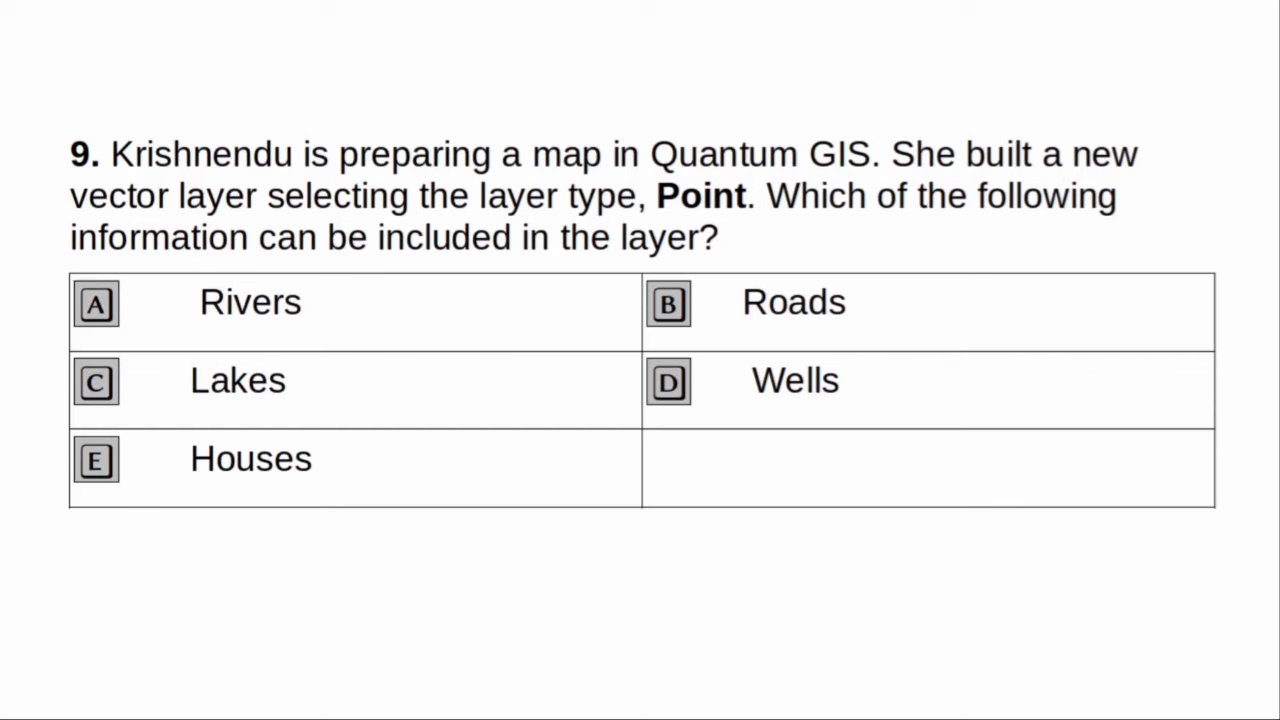 9. Krishnendu is preparing a map in Quantum GIS. She built a new
vector layer selecting the layer type, Point. Which of the following
information can be included in the layer?
A Rivers
B Roads
C Lakes
D Wells
E Houses